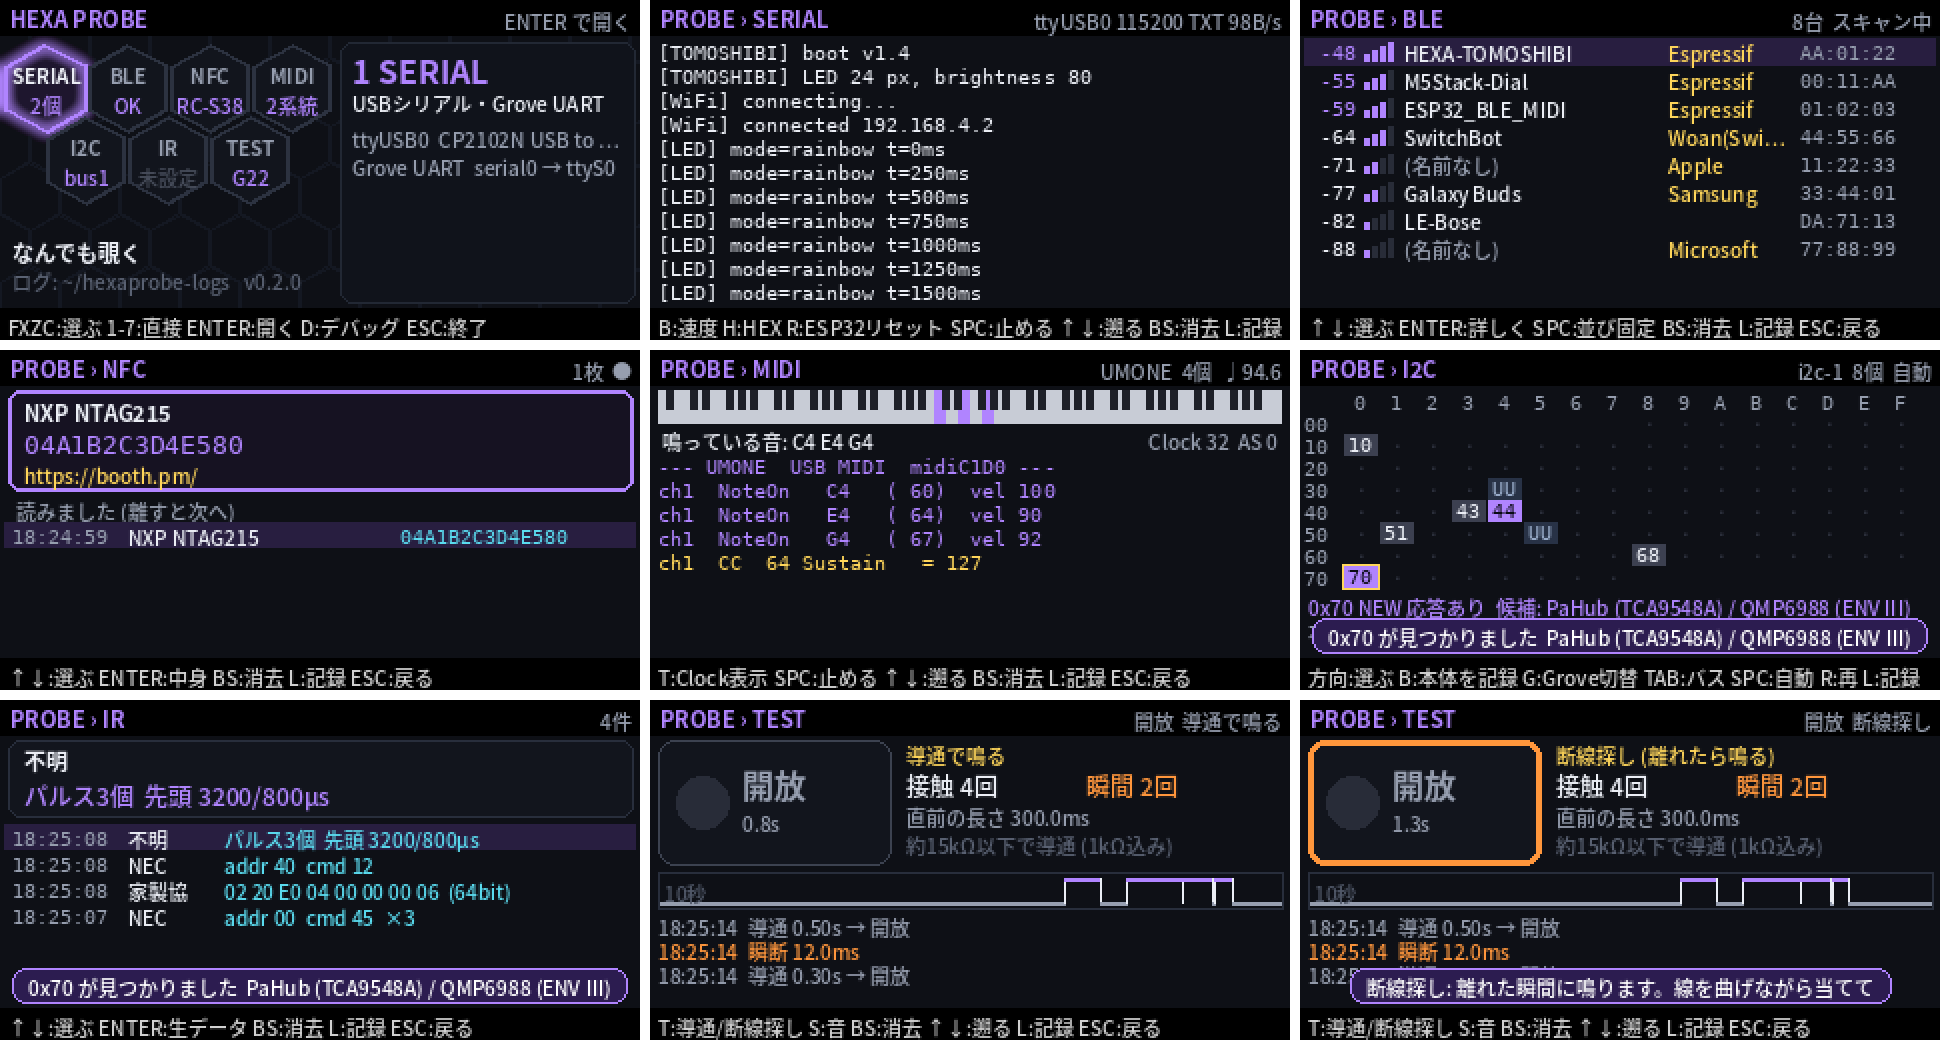 HEXA PROBE ENTER で開く
SERIAL BLE NFC MIDI
2個 OK RC-S38 2系統
I2C IR TEST
bus1 未設定 G22
1 SERIAL
USBシリアル・Grove UART
ttyUSB0 CP2102N USB to …
Grove UART serial0 → ttyS0
なんでも覗く
ログ: ~/hexaprobe-logs v0.2.0
FXZC:選ぶ 1-7:直接 ENTER:開く D:デバッグ ESC:終了
PROBE › SERIAL ttyUSB0 115200 TXT 98B/s
[TOMOSHIBI] boot v1.4
[TOMOSHIBI] LED 24 px, brightness 80
[WiFi] connecting...
[WiFi] connected 192.168.4.2
[LED] mode=rainbow t=0ms
[LED] mode=rainbow t=250ms
[LED] mode=rainbow t=500ms
[LED] mode=rainbow t=750ms
[LED] mode=rainbow t=1000ms
[LED] mode=rainbow t=1250ms
[LED] mode=rainbow t=1500ms
B:速度 H:HEX R:ESP32リセット SPC:止める ↑↓:遡る BS:消去 L:記録
PROBE › BLE 8台 スキャン中
-48 HEXA-TOMOSHIBI Espressif AA:01:22
-55 M5Stack-Dial Espressif 00:11:AA
-59 ESP32_BLE_MIDI Espressif 01:02:03
-64 SwitchBot Woan(Swi… 44:55:66
-71 (名前なし) Apple 11:22:33
-77 Galaxy Buds Samsung 33:44:01
-82 LE-Bose DA:71:13
-88 (名前なし) Microsoft 77:88:99
↑↓:選ぶ ENTER:詳しく SPC:並び固定 BS:消去 L:記録 ESC:戻る
PROBE › NFC 1枚
NXP NTAG215
04A1B2C3D4E580
https://booth.pm/
読みました (離すと次へ)
18:24:59 NXP NTAG215 04A1B2C3D4E580
↑↓:選ぶ ENTER:中身 BS:消去 L:記録 ESC:戻る
PROBE › MIDI UMONE 4個 ♩94.6
鳴っている音: C4 E4 G4 Clock 32 AS 0
--- UMONE USB MIDI midiC1D0 ---
ch1 NoteOn C4 ( 60) vel 100
ch1 NoteOn E4 ( 64) vel 90
ch1 NoteOn G4 ( 67) vel 92
ch1 CC 64 Sustain = 127
T:Clock表示 SPC:止める ↑↓:遡る BS:消去 L:記録 ESC:戻る
PROBE › I2C i2c-1 8個 自動
0 1 2 3 4 5 6 7 8 9 A B C D E F
00
10 10
20
30 UU
40 43 44
50 51 UU
60 68
70 70
0x70 NEW 応答あり 候補: PaHub (TCA9548A) / QMP6988 (ENV III)
0x70 が見つかりました PaHub (TCA9548A) / QMP6988 (ENV III)
方向:選ぶ B:本体を記録 G:Grove切替 TAB:バス SPC:自動 R:再 L:記録
PROBE › IR 4件
不明
パルス3個 先頭 3200/800μs
18:25:08 不明 パルス3個 先頭 3200/800μs
18:25:08 NEC addr 40 cmd 12
18:25:08 家製協 02 20 E0 04 00 00 00 06 (64bit)
18:25:07 NEC addr 00 cmd 45 ×3
0x70 が見つかりました PaHub (TCA9548A) / QMP6988 (ENV III)
↑↓:選ぶ ENTER:生データ BS:消去 L:記録 ESC:戻る
PROBE › TEST 開放 導通で鳴る
開放
0.8s
導通で鳴る
接触 4回 瞬間 2回
直前の長さ 300.0ms
約15kΩ以下で導通 (1kΩ込み)
10秒
18:25:14 導通 0.50s → 開放
18:25:14 瞬断 12.0ms
18:25:14 導通 0.30s → 開放
T:導通/断線探し S:音 BS:消去 ↑↓:遡る L:記録 ESC:戻る
PROBE › TEST 開放 断線探し
開放
1.3s
断線探し (離れたら鳴る)
接触 4回 瞬間 2回
直前の長さ 300.0ms
約15kΩ以下で導通 (1kΩ込み)
10秒
18:25:14 導通 0.50s → 開放
18:25:14 瞬断 12.0ms
断線探し: 離れた瞬間に鳴ります。線を曲げながら当てて
T:導通/断線探し S:音 BS:消去 ↑↓:遡る L:記録 ESC:戻る